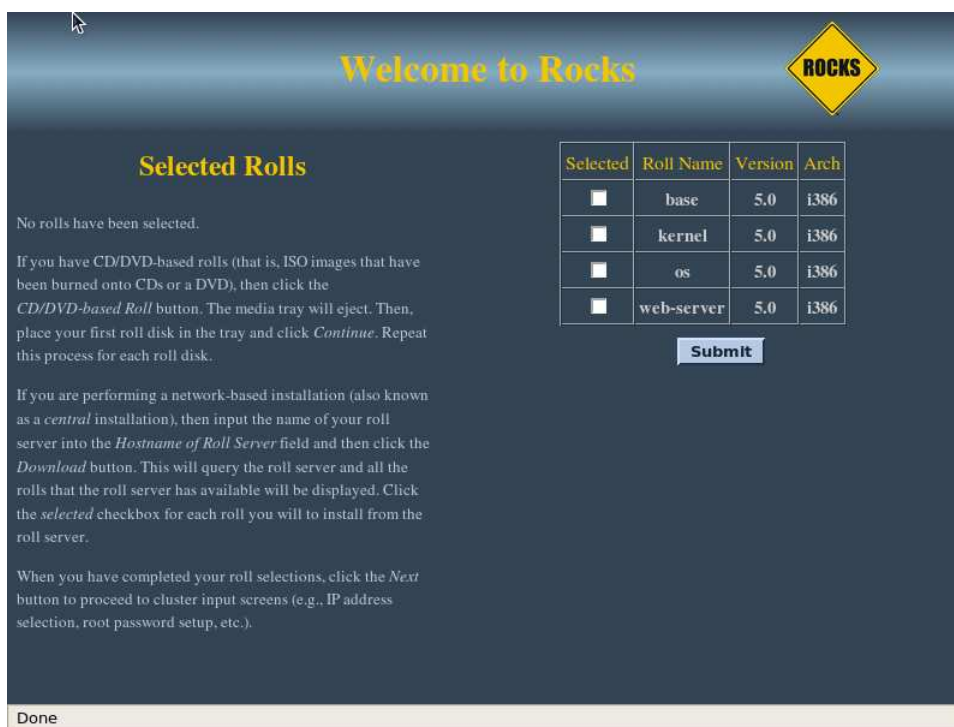 Welcome to Rocks
ROCKS
Selected Rolls
No rolls have been selected.
If you have CD/DVD-based rolls (that is, ISO images that have
been burned onto CDs or a DVD), then click the
CD/DVD-based Roll button. The media tray will eject. Then,
place your first roll disk in the tray and click Continue. Repeat
this process for each roll disk.
If you are performing a network-based installation (also known
as a central installation), then input the name of your roll
server into the Hostname of Roll Server field and then click the
Download button. This will query the roll server and all the
rolls that the roll server has available will be displayed. Click
the selected checkbox for each roll you will to install from the
roll server.
When you have completed your roll selections, click the Next
button to proceed to cluster input screens (e.g., IP address
selection, root password setup, etc.).
Selected Roll Name Version Arch
base 5.0 i386
kernel 5.0 i386
os 5.0 i386
web-server 5.0 i386
Submit
Done